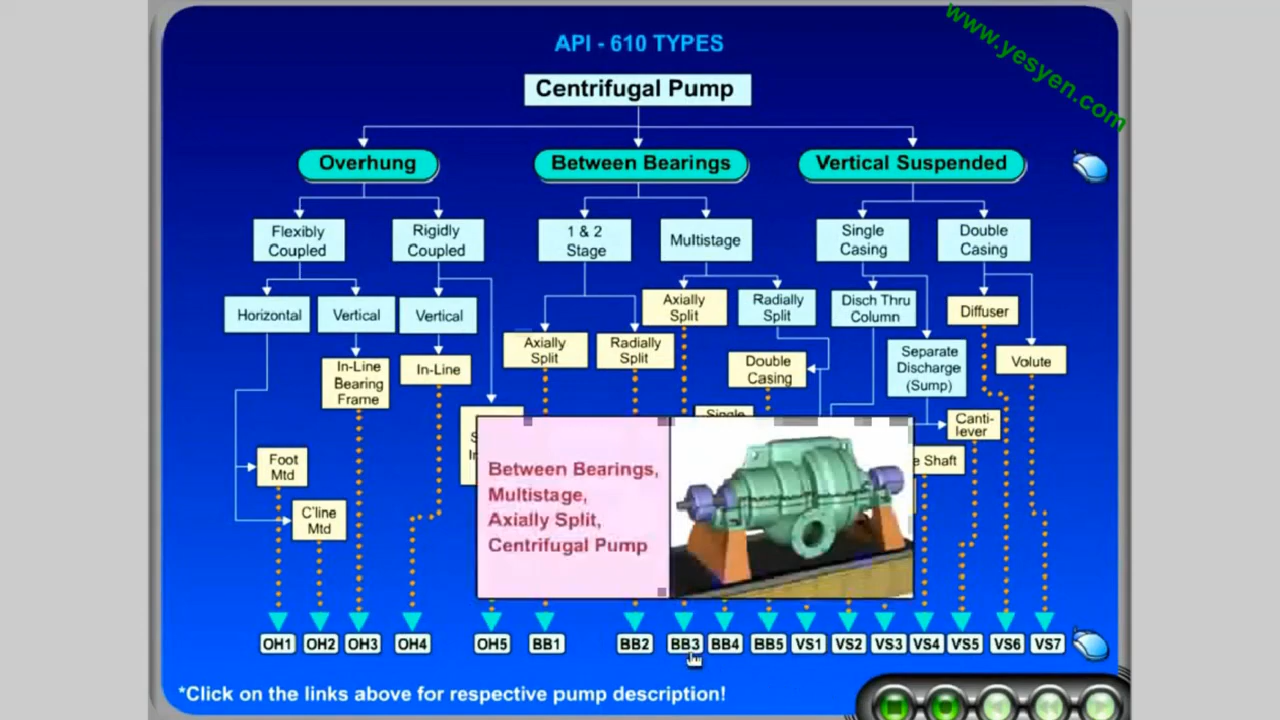 www.yesyen.com
API - 610 TYPES
Centrifugal Pump
Overhung
Between Bearings
Vertical Suspended
Flexibly
Coupled
Rigidly
Coupled
1 & 2
Stage
Multistage
Single
Casing
Double
Casing
Horizontal
Vertical
Vertical
Axially
Split
Radially
Split
Disch Thru
Column
Diffuser
Axially
Split
Radially
Split
Separate
Discharge
(Sump)
Volute
In-Line
Bearing
Frame
In-Line
Double
Casing
Single
Canti-
lever
Foot
Mtd
e Shaft
C'line
Mtd
Between Bearings,
Multistage,
Axially Split,
Centrifugal Pump
OH1 OH2 OH3 OH4 OH5 BB1 BB2 BB3 BB4 BB5 VS1 VS2 VS3 VS4 VS5 VS6 VS7
*Click on the links above for respective pump description!